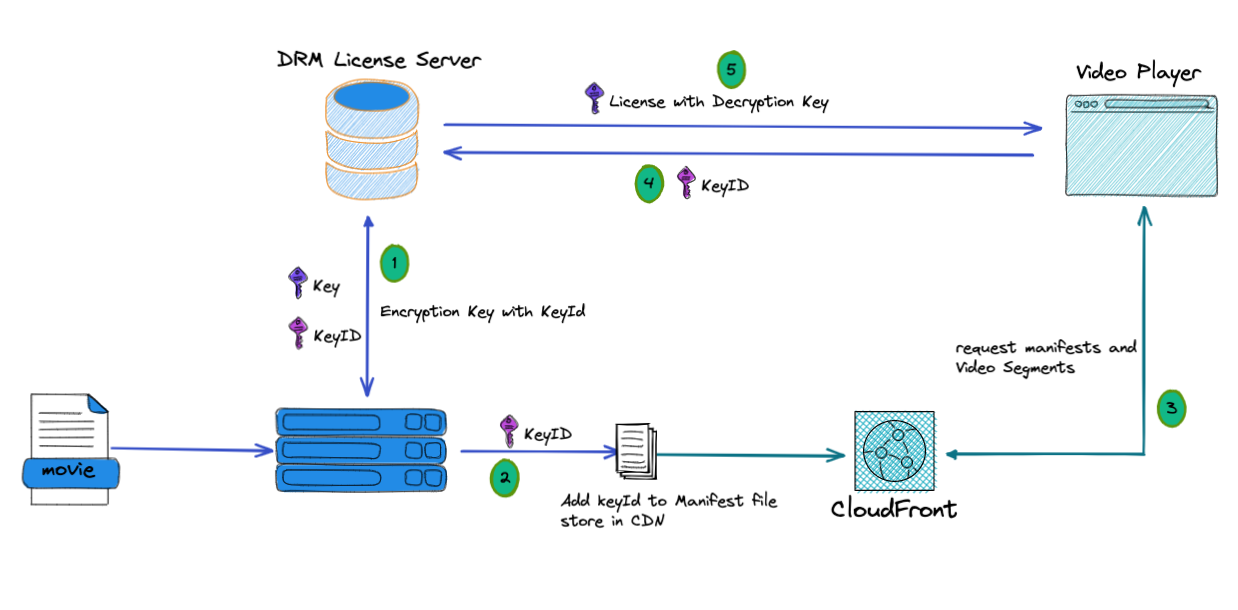 DRM License Server
5
Video Player
License with Decryption Key
4
KeyID
1
Key
Encryption Key with KeyId
KeyID
request manifests and
Video Segments
3
movie
KeyID
2
Add keyId to Manifest file
store in CDN
CloudFront